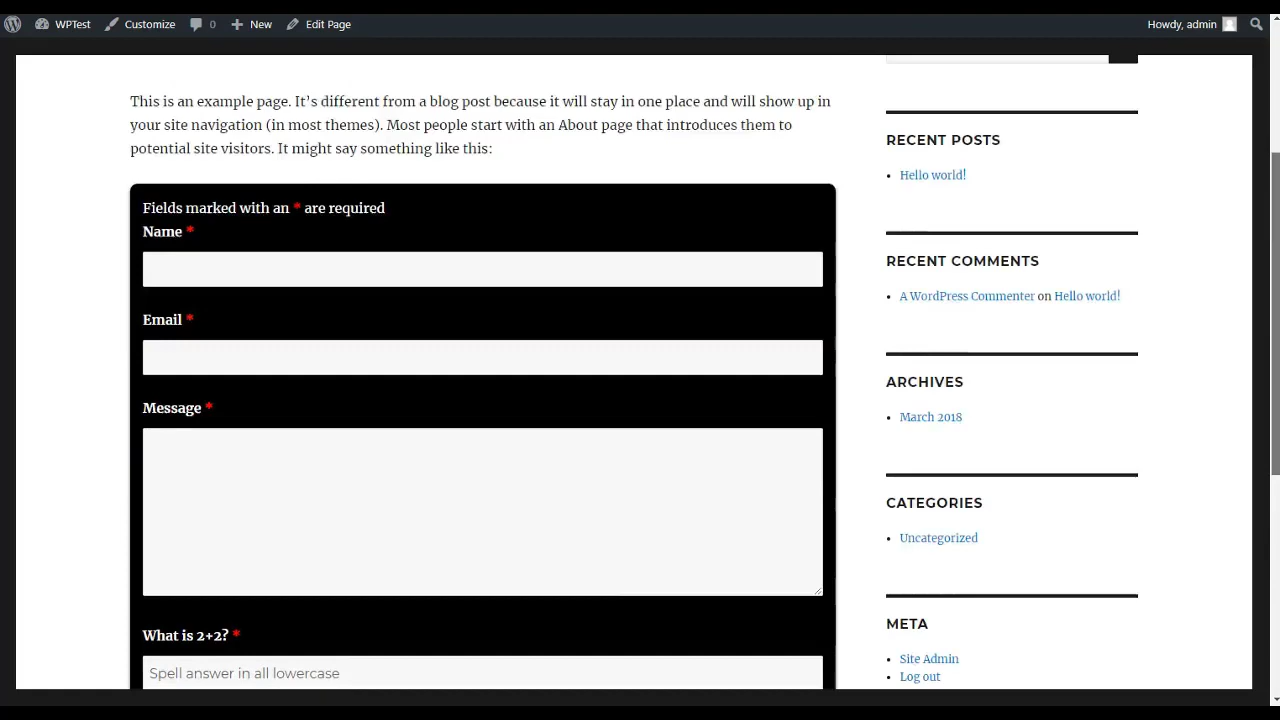 WPTest
Customize
0
New
Edit Page
Howdy, admin
This is an example page. It’s different from a blog post because it will stay in one place and will show up in
your site navigation (in most themes). Most people start with an About page that introduces them to
potential site visitors. It might say something like this:
Fields marked with an * are required
Name *
Email *
Message *
What is 2+2? *
Spell answer in all lowercase
RECENT POSTS
Hello world!
RECENT COMMENTS
A WordPress Commenter on Hello world!
ARCHIVES
March 2018
CATEGORIES
Uncategorized
META
Site Admin
Log out